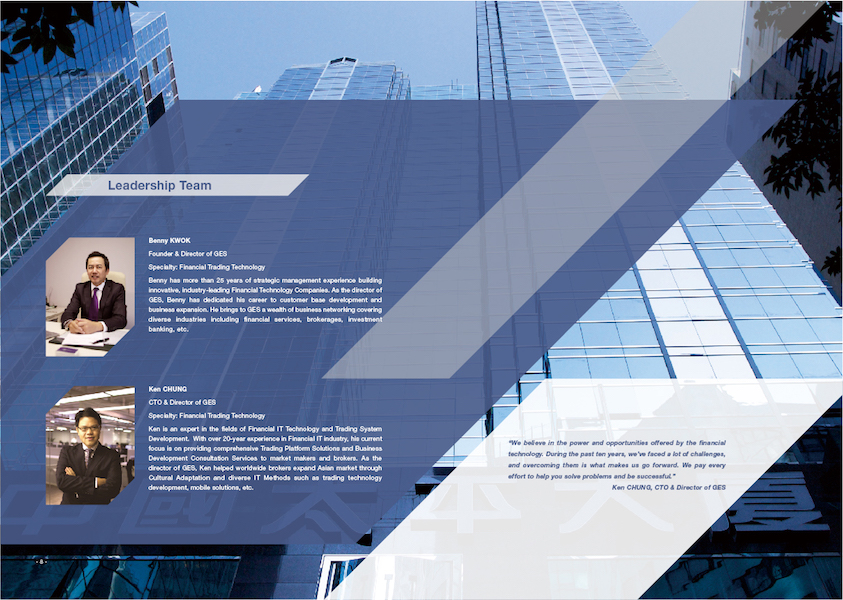 Leadership Team
Benny KWOK
Founder & Director of GES
Specialty: Financial Trading Technology
Benny has more than 25 years of strategic management experience building
innovative, industry-leading Financial Technology Companies. As the director of
GES, Benny has dedicated his career to customer base development and
business expansion. He brings to GES a wealth of business networking covering
diverse industries including financial services, brokerages, investment
banking, etc.
Ken CHUNG
CTO & Director of GES
Specialty: Financial Trading Technology
Ken is an expert in the fields of Financial IT Technology and Trading System
Development. With over 20-year experience in Financial IT industry, his current
focus is on providing comprehensive Trading Platform Solutions and Business
Development Consultation Services to market makers and brokers. As the
director of GES, Ken helped worldwide brokers expand Asian market through
Cultural Adaptation and diverse IT Methods such as trading technology
development, mobile solutions, etc.
"We believe in the power and opportunities offered by the financial
technology. During the past ten years, we've faced a lot of challenges,
and overcoming them is what makes us go forward. We pay every
effort to help you solve problems and be successful."
Ken CHUNG, CTO & Director of GES